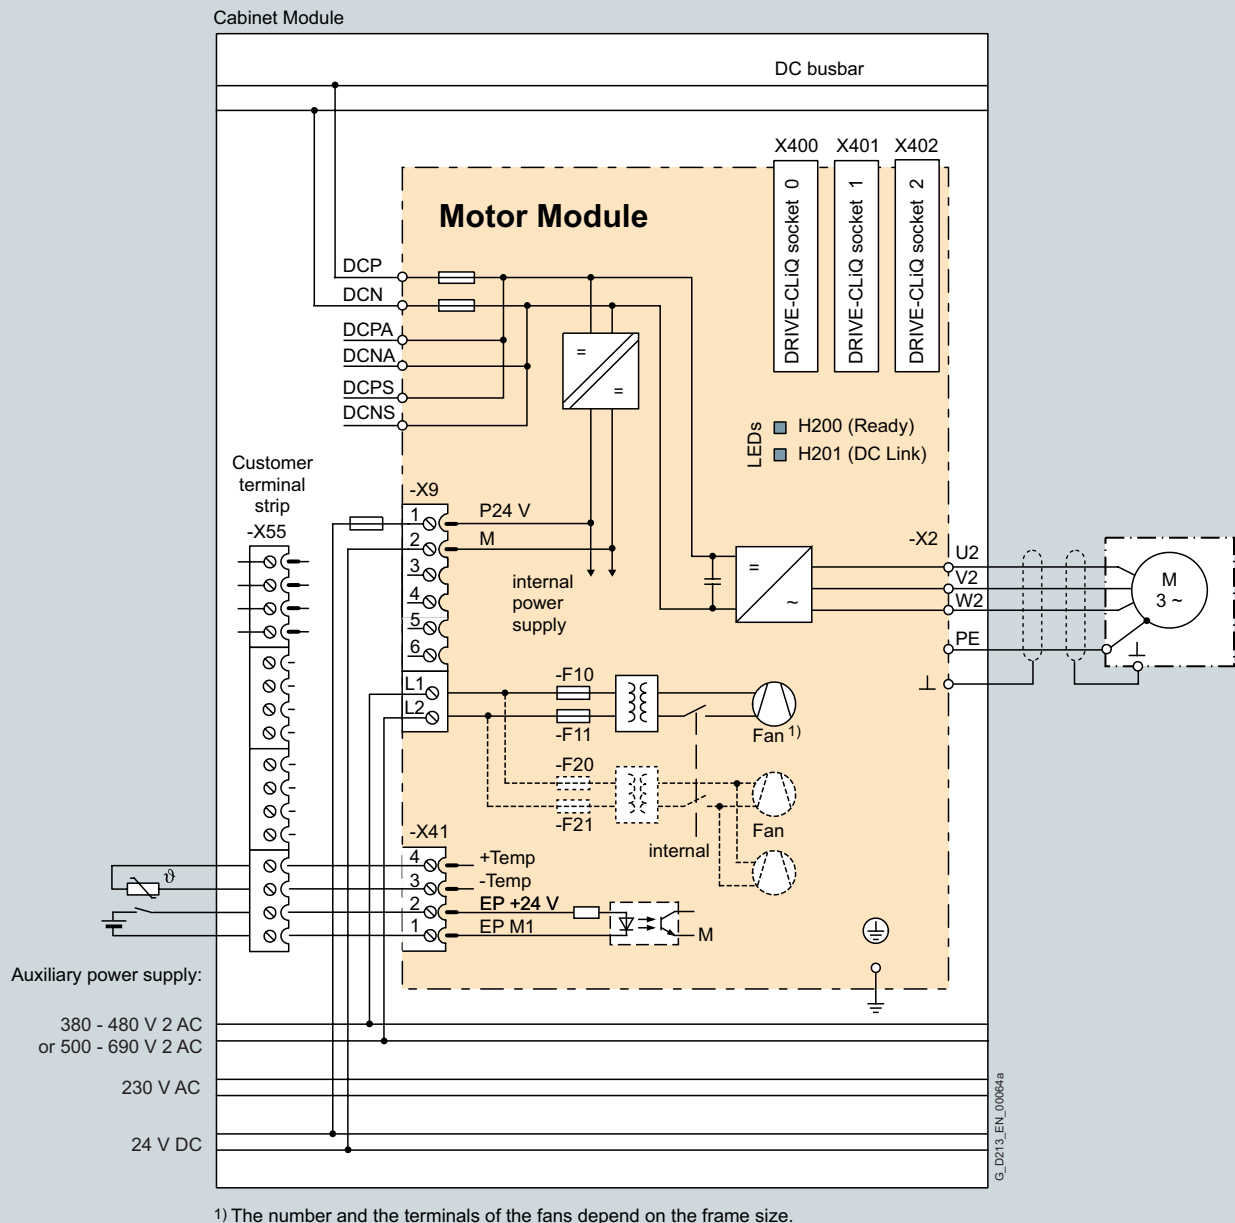 Cabinet Module
DC busbar
X400
X401
X402
DRIVE-CLiQ socket 0
DRIVE-CLiQ socket 1
DRIVE-CLiQ socket 2
Motor Module
DCP
DCN
DCPA
DCNA
DCPS
DCNS
=
=
LEDs
H200 (Ready)
H201 (DC Link)
Customer
terminal
strip
-X55
-X9
1
2
3
4
5
6
P24 V
M
internal
power
supply
=
~
-X2
U2
V2
W2
PE
M
3 ~
L1
L2
-F10
-F11
Fan 1)
-F20
-F21
Fan
internal
-X41
4
3
2
1
+Temp
-Temp
EP +24 V
EP M1
M
ϑ
Auxiliary power supply:
380 - 480 V 2 AC
or 500 - 690 V 2 AC
230 V AC
24 V DC
G_D213_EN_00064a
1) The number and the terminals of the fans depend on the frame size.